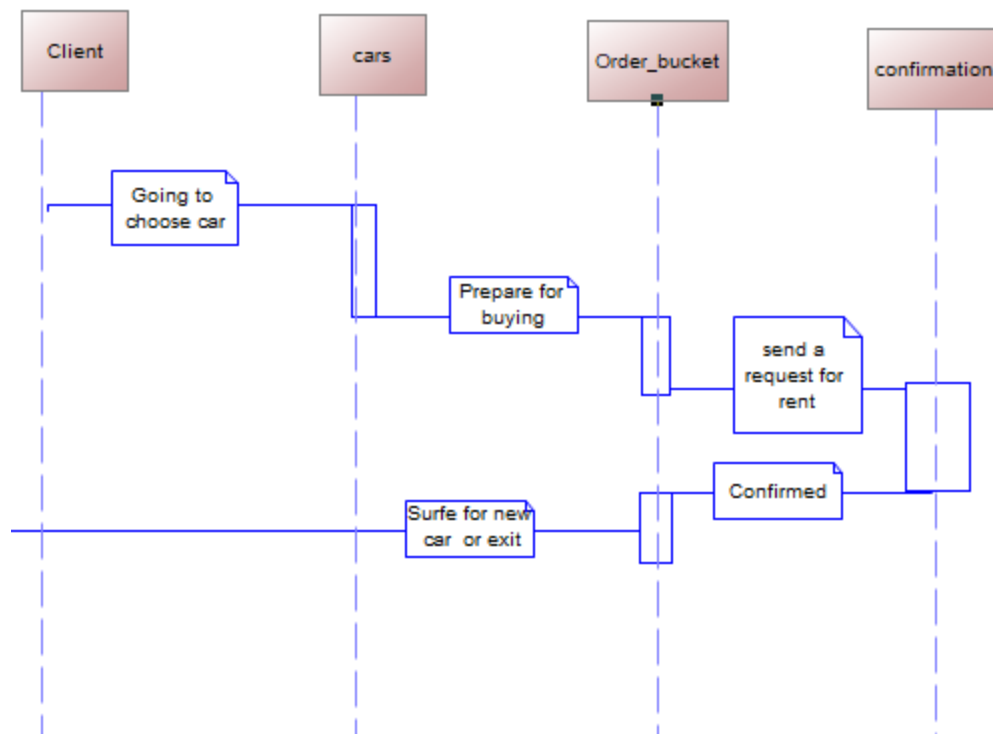 Client
cars
Order_bucket
confirmation
Going to
choose car
Prepare for
buying
send a
request for
rent
Confirmed
Surfe for new
car or exit